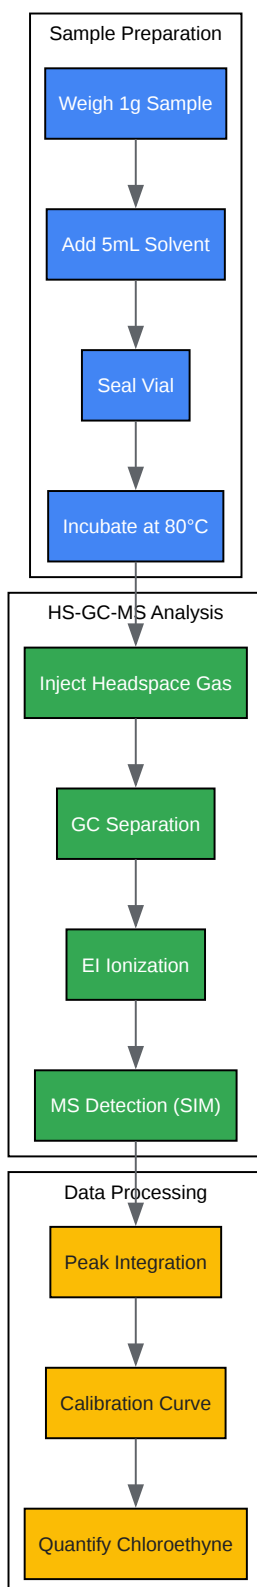 Sample Preparation
Weigh 1g Sample
Add 5mL Solvent
Seal Vial
Incubate at 80°C
HS-GC-MS Analysis
Inject Headspace Gas
GC Separation
EI Ionization
MS Detection (SIM)
Data Processing
Peak Integration
Calibration Curve
Quantify Chloroethyne